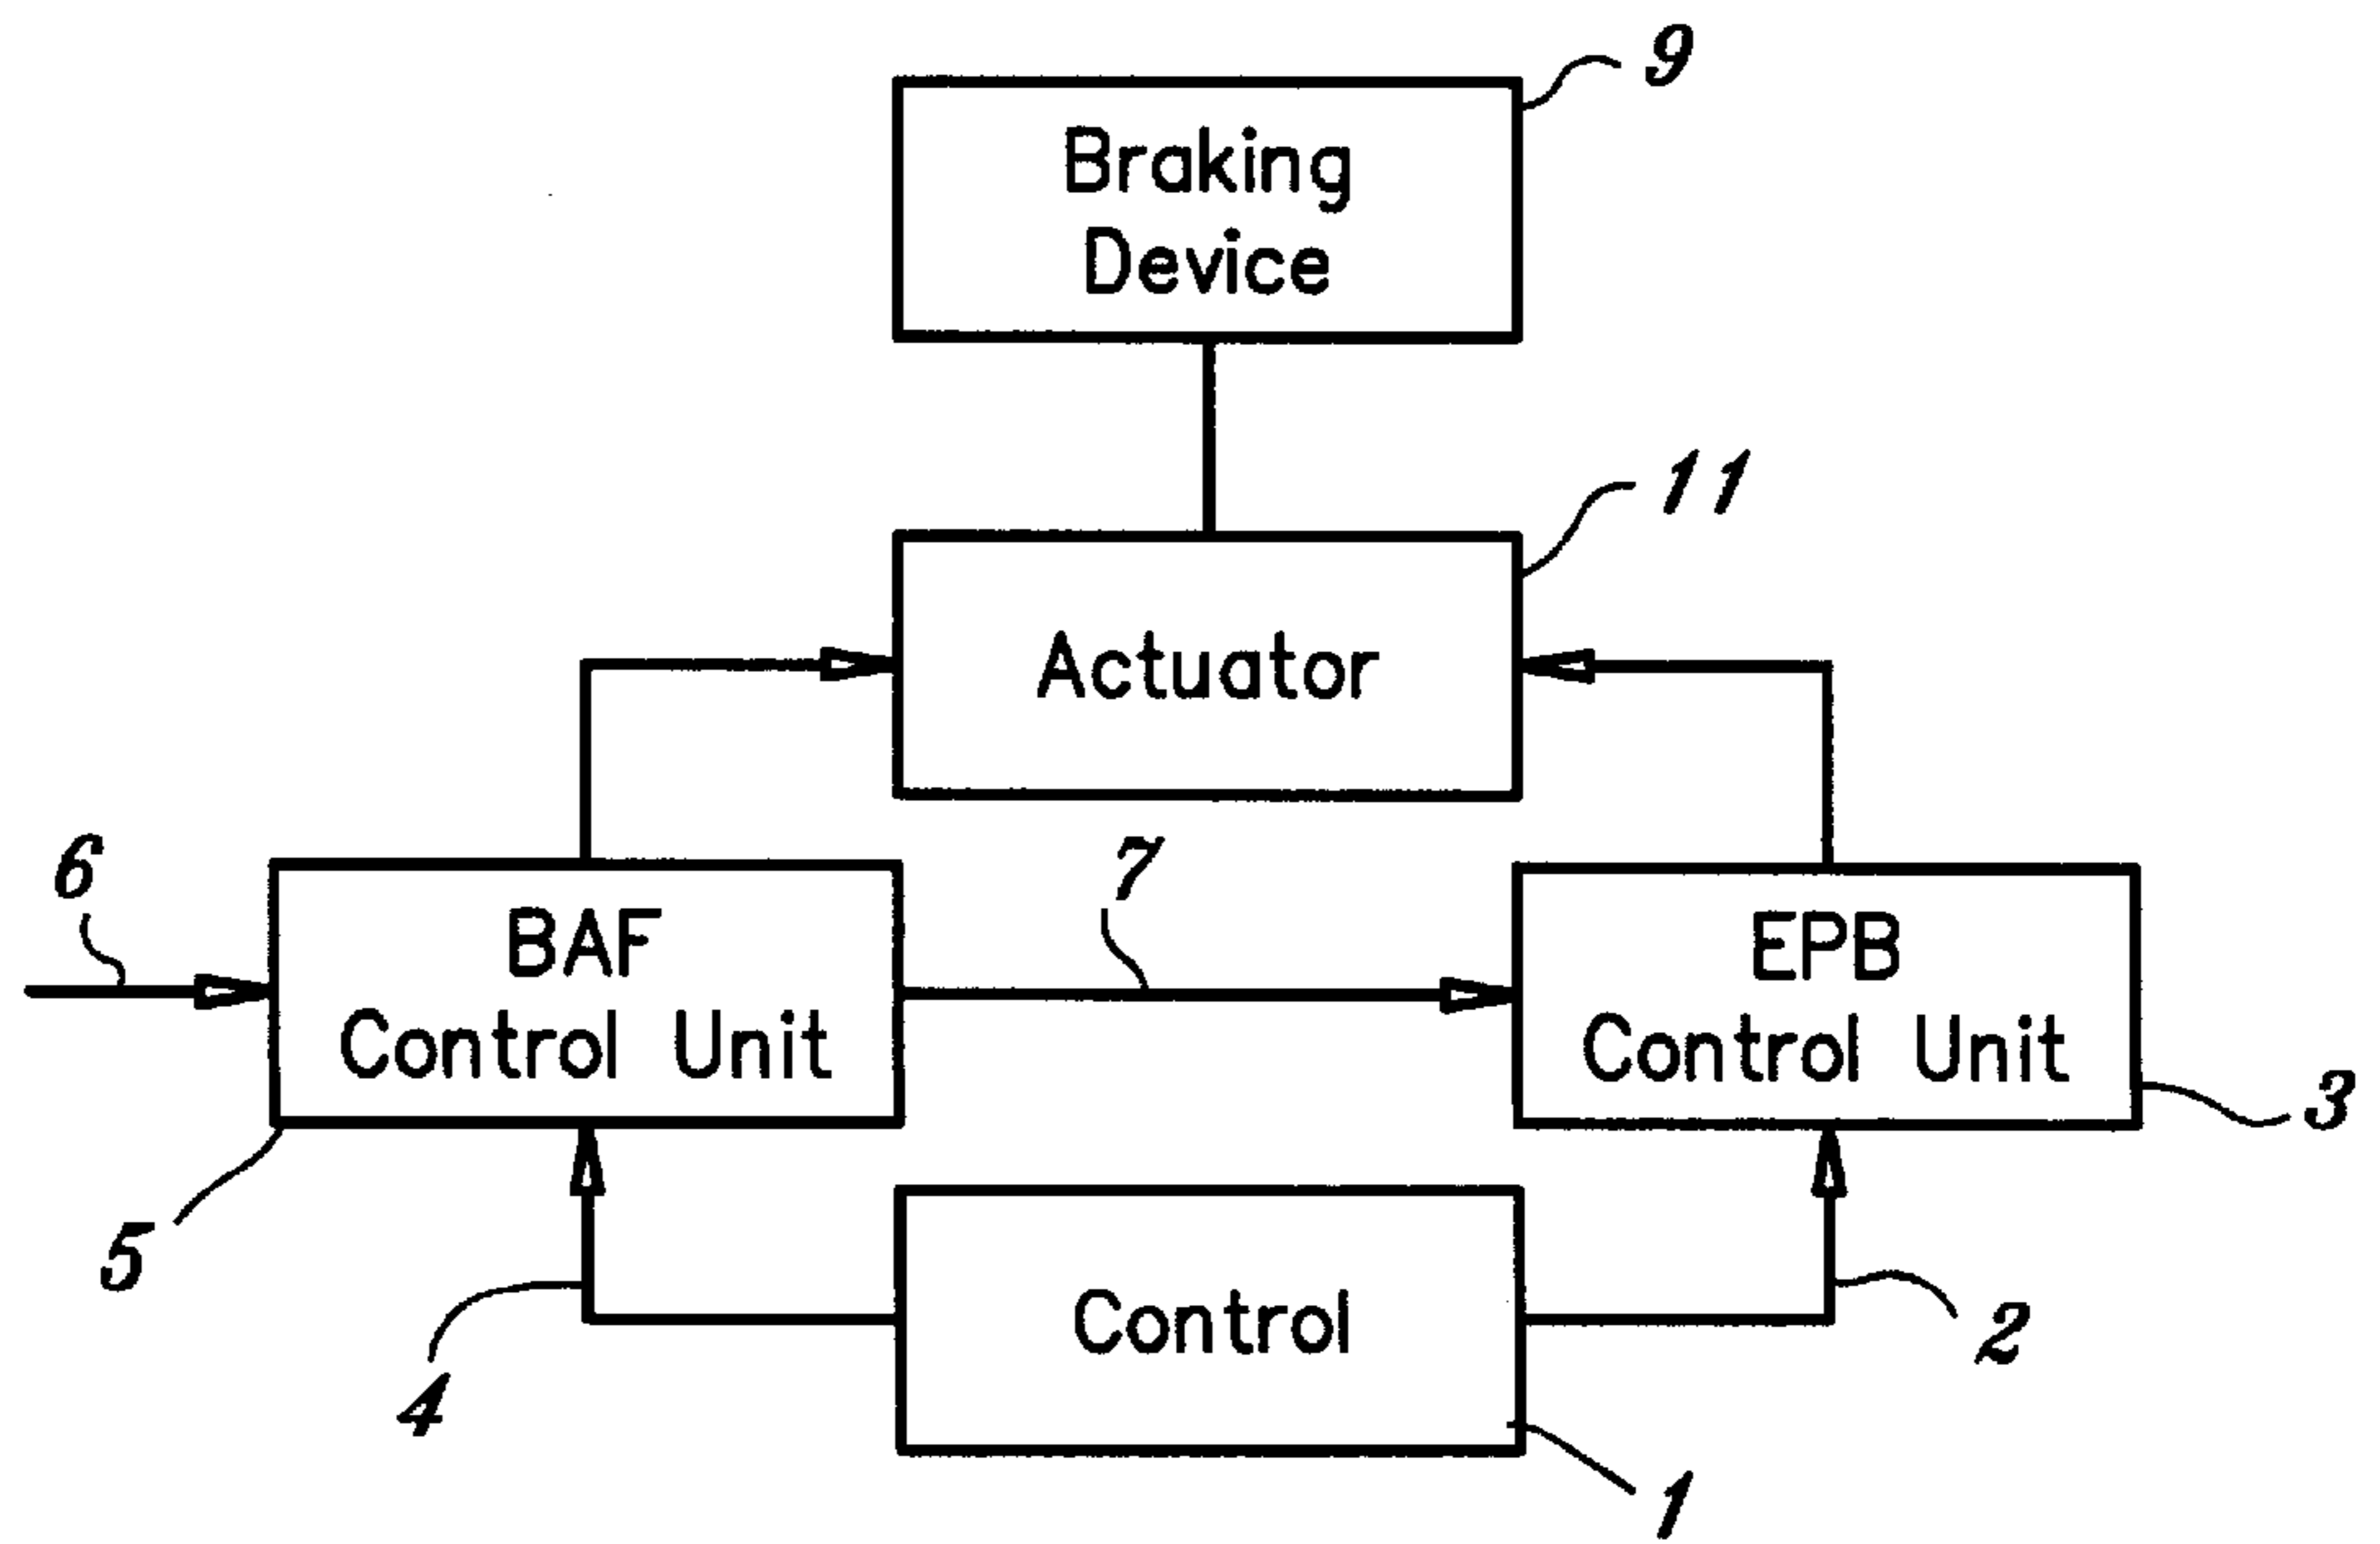 9
Braking
Device
11
Actuator
6
7
BAF
Control Unit
EPB
Control Unit
3
5
4
Control
2
1